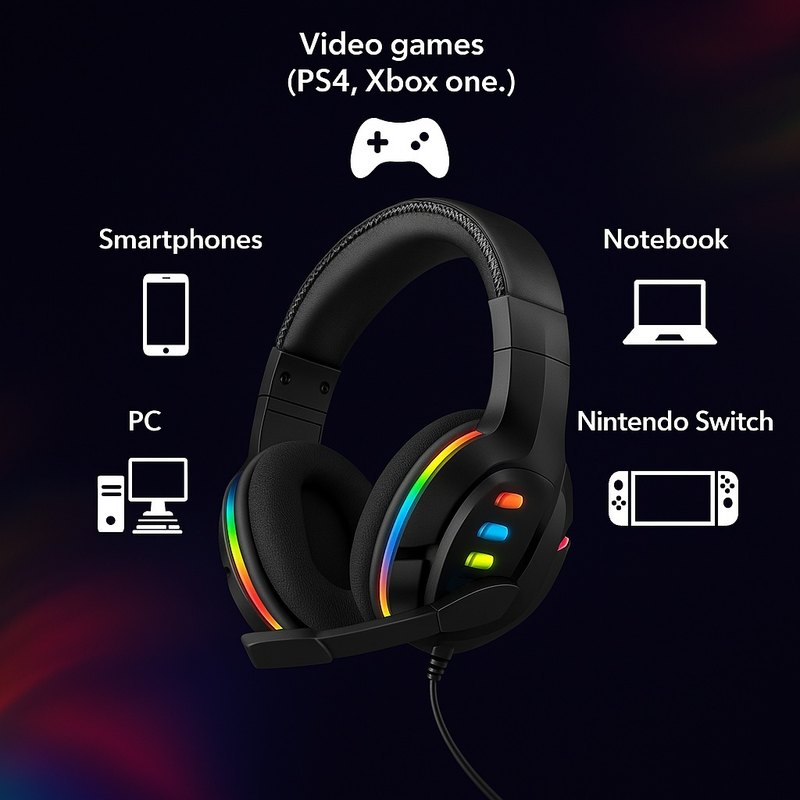 Video games
(PS4, Xbox one.)
Smartphones
Notebook
PC
Nintendo Switch